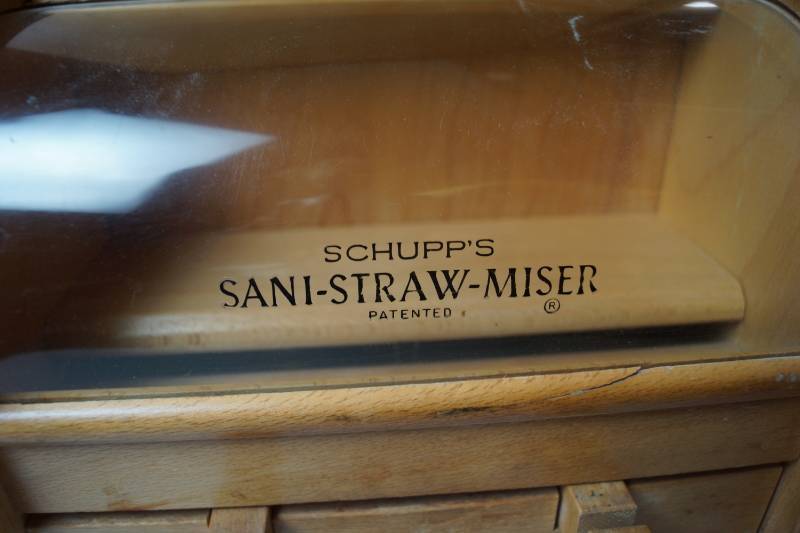 SCHUPP'S
SANI-STRAW-MISER
PATENTED ®